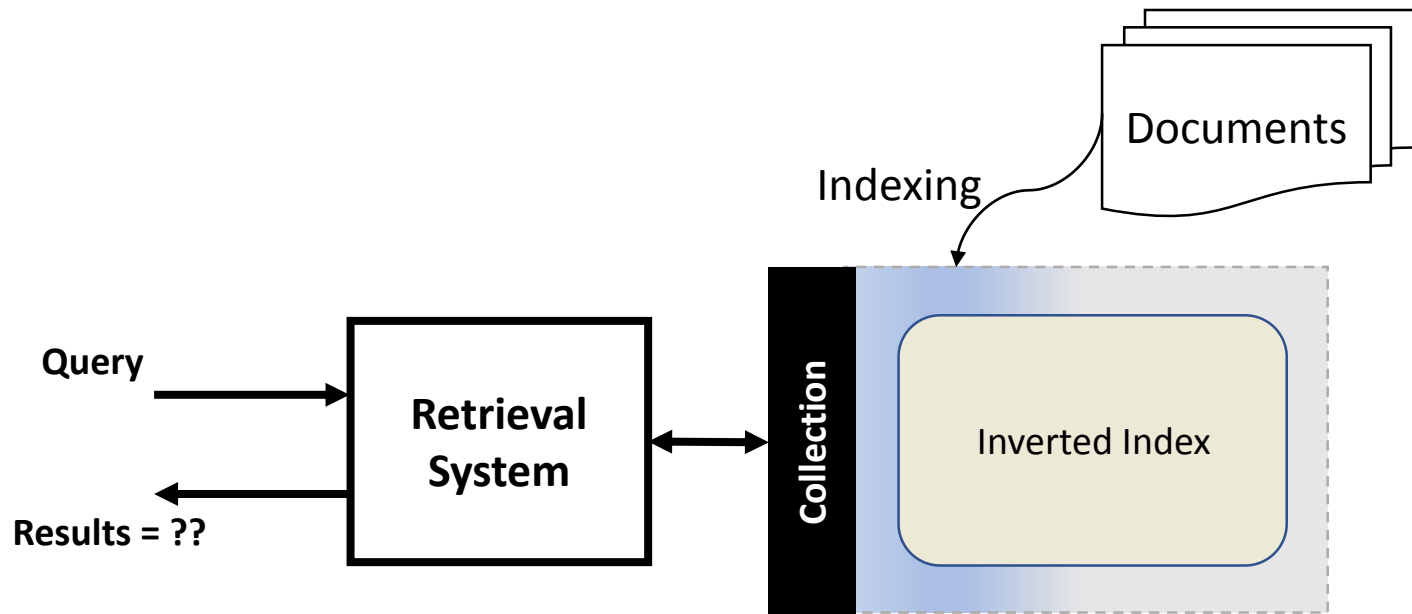 Documents
Indexing
Query
Retrieval
System
Collection
Inverted Index
Results = ??